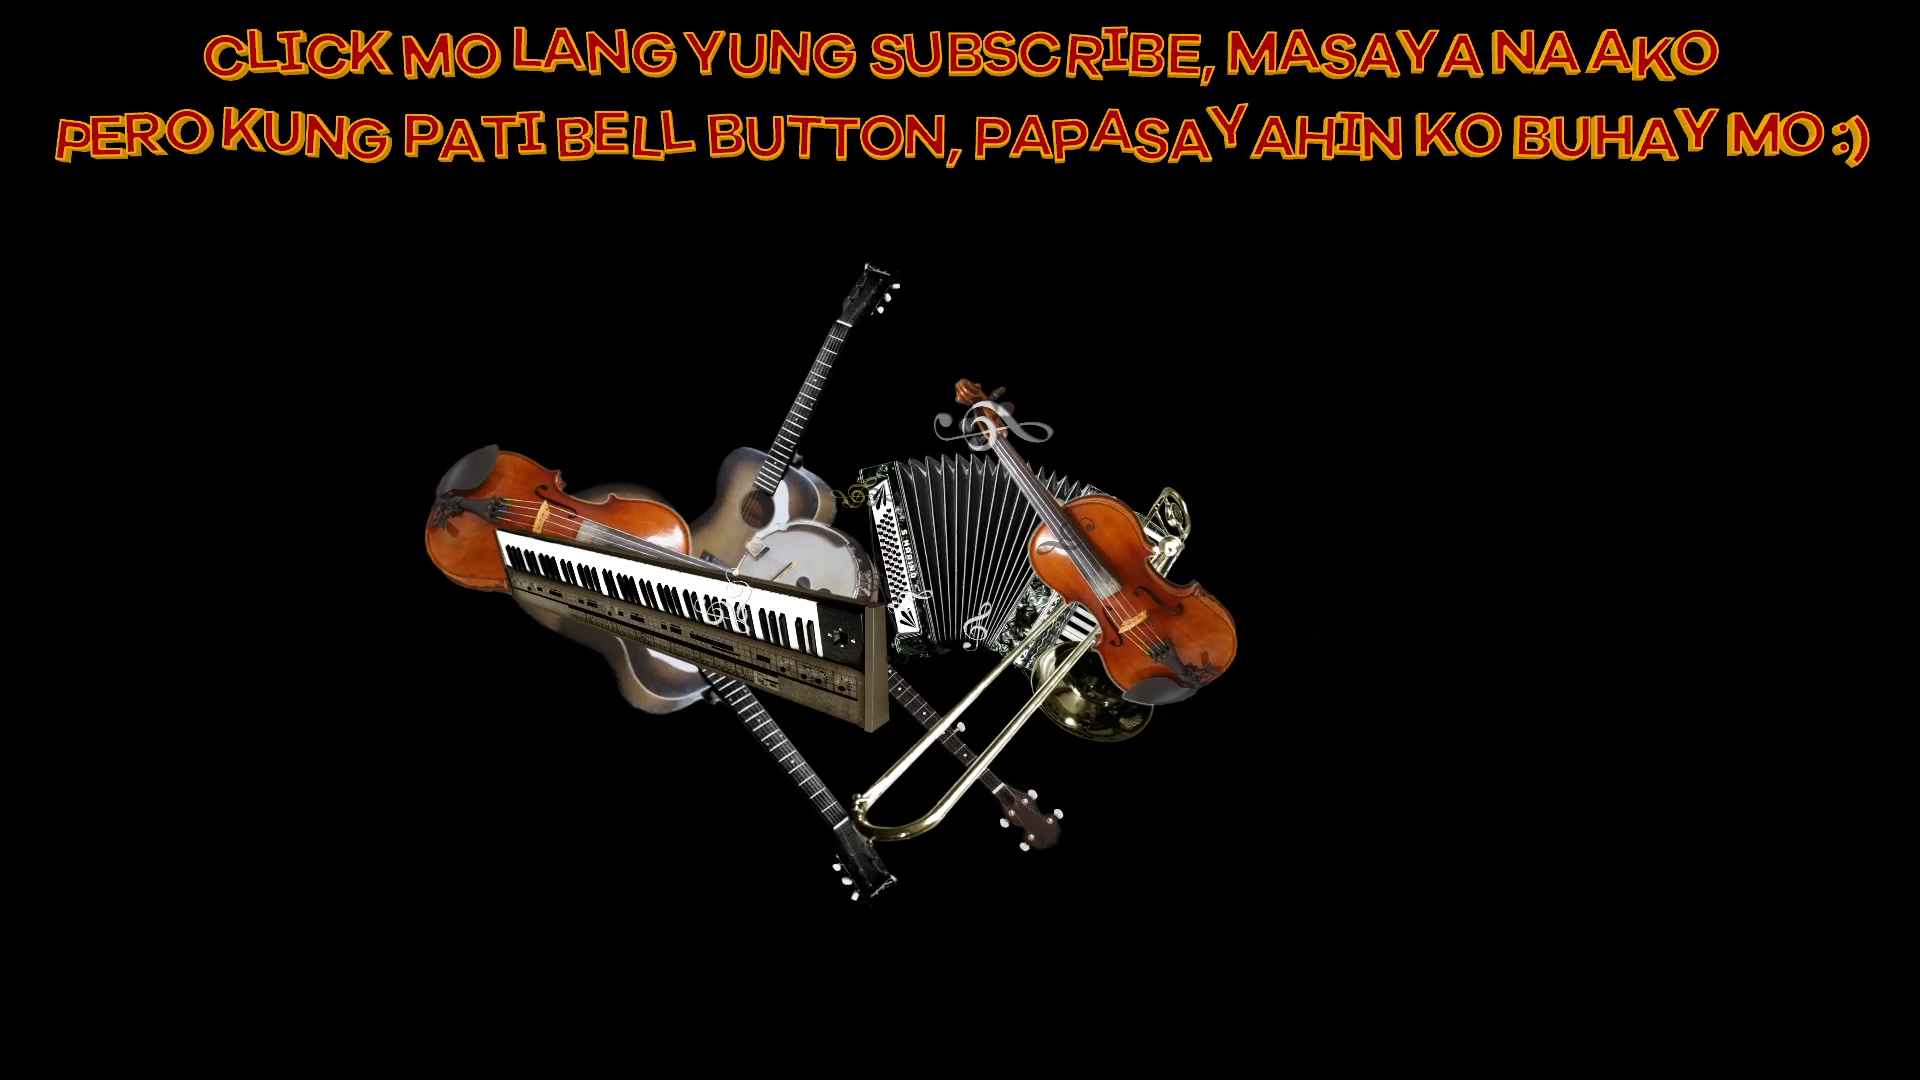 CLICK MO LANG YUNG SUBSCRIBE, MASAYA NA AKO
PERO KUNG PATI BELL BUTTON, PAPASAYAHIN KO BUHAY MO :)